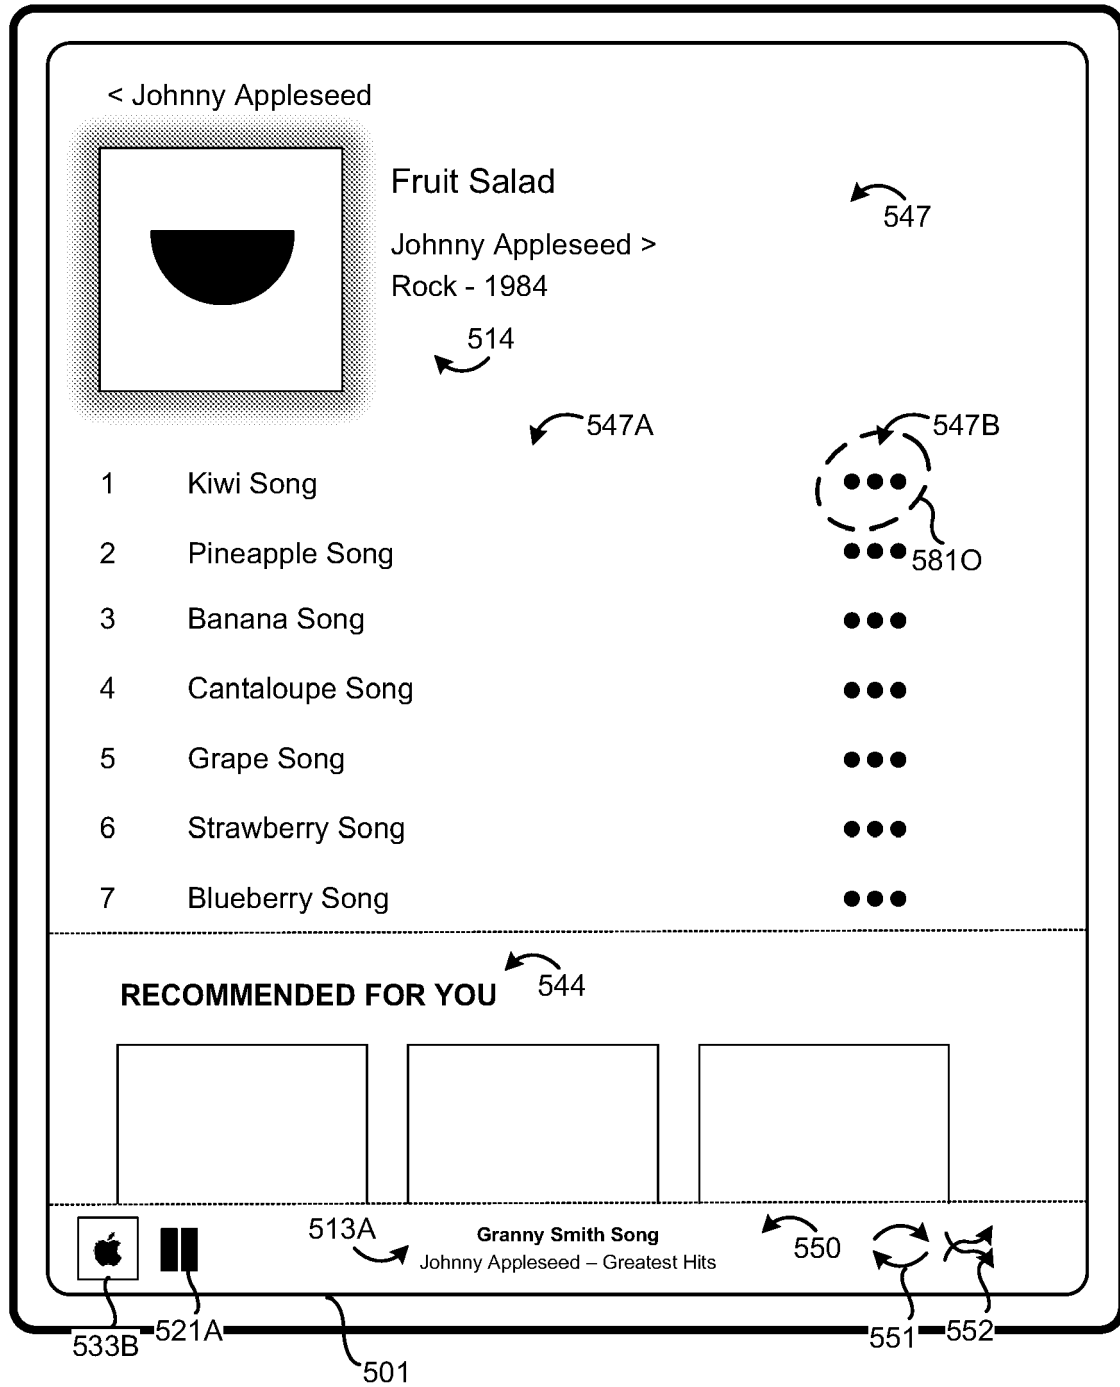 < Johnny Appleseed
Fruit Salad
547
Johnny Appleseed >
Rock - 1984
514
547A
547B
1 Kiwi Song
2 Pineapple Song
581O
3 Banana Song
4 Cantaloupe Song
5 Grape Song
6 Strawberry Song
7 Blueberry Song
RECOMMENDED FOR YOU
544
513A
Granny Smith Song
550
Johnny Appleseed – Greatest Hits
533B
521A
501
551
552